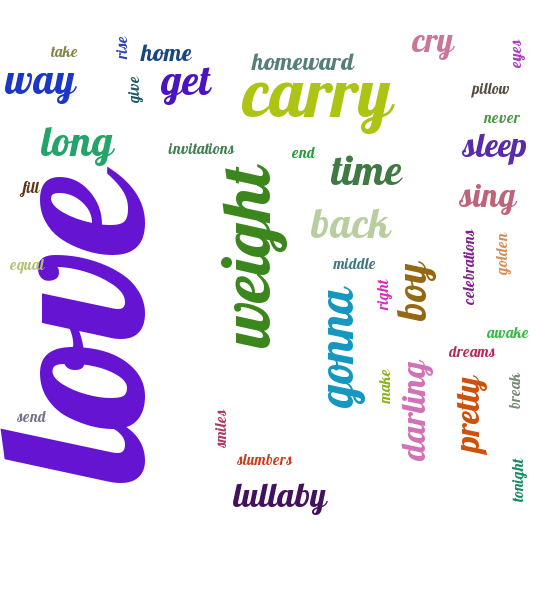 take
rise
home
cry
eyes
way
give
get
homeward
carry
pillow
never
long
invitations
end
time
sleep
fill
love
weight
back
sing
equal
middle
right
boy
celebrations
golden
gonna
awake
dreams
make
darling
pretty
break
send
smiles
slumbers
lullaby
tonight